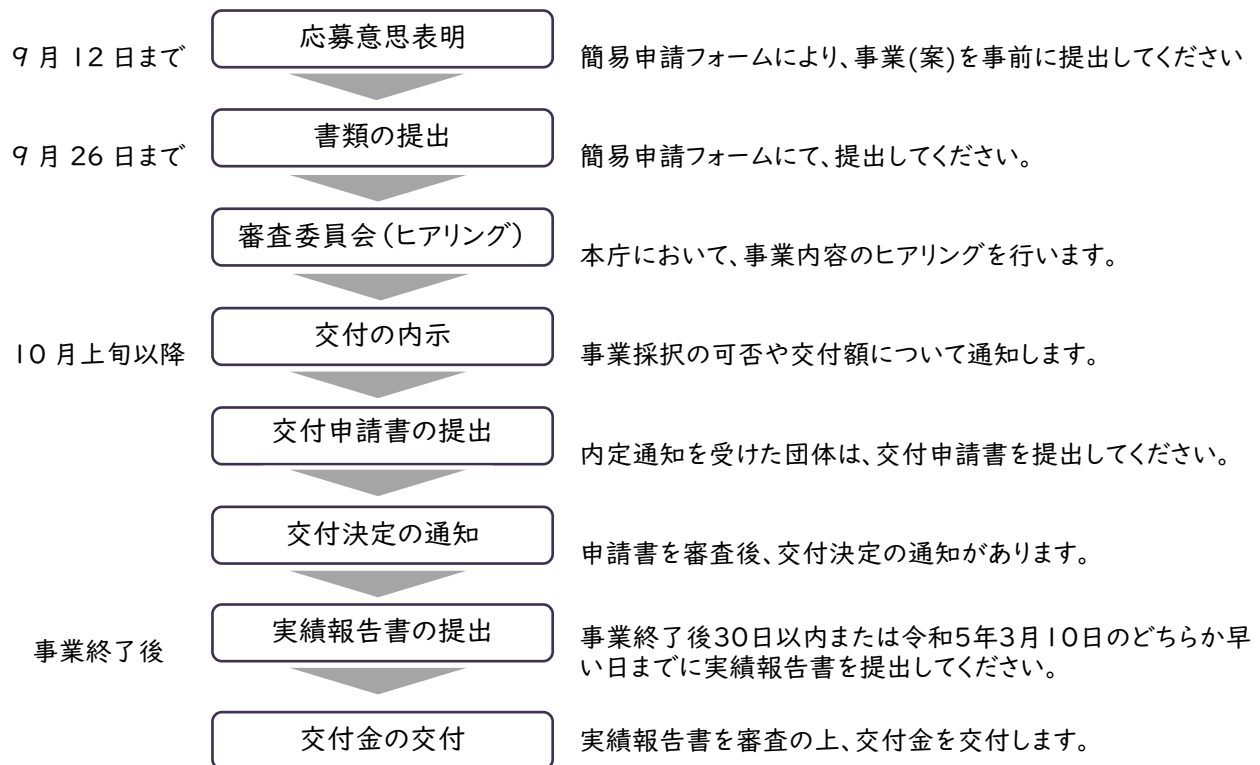 応募意思表明
9月12日まで
簡易申請フォームにより、事業(案)を事前に提出してください
書類の提出
9月26日まで
簡易申請フォームにて、提出してください。
審査委員会(ヒアリング)
本庁において、事業内容のヒアリングを行います。
交付の内示
10月上旬以降
事業採択の可否や交付額について通知します。
交付申請書の提出
内定通知を受けた団体は、交付申請書を提出してください。
交付決定の通知
申請書を審査後、交付決定の通知があります。
実績報告書の提出
事業終了後
事業終了後30日以内または令和5年3月10日のどちらか早
い日までに実績報告書を提出してください。
交付金の交付
実績報告書を審査の上、交付金を交付します。